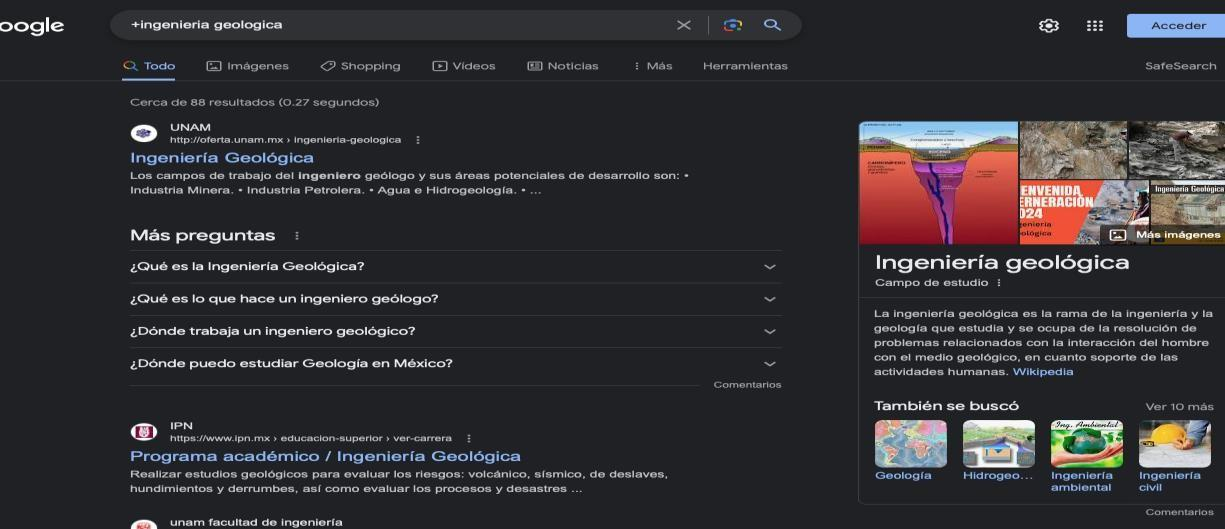 oogle
+ingenieria geologica
Acceder
Todo
Imágenes
Shopping
Vídeos
Noticias
Más
Herramientas
SafeSearch
Cerca de 88 resultados (0.27 segundos)
UNAM
http://oferta.unam.mx › ingenieria-geologica
Ingeniería Geológica
Los campos de trabajo del ingeniero geólogo y sus áreas potenciales de desarrollo son: •
Industria Minera. • Industria Petrolera. • Agua e Hidrogeología. • ...
Más preguntas
¿Qué es la Ingeniería Geológica?
¿Qué es lo que hace un ingeniero geólogo?
¿Dónde trabaja un ingeniero geológico?
¿Dónde puedo estudiar Geología en México?
Comentarios
IPN
https://www.ipn.mx › educacion-superior › ver-carrera
Programa académico / Ingeniería Geológica
Realizar estudios geológicos para evaluar los riesgos: volcánico, sísmico, de deslaves,
hundimientos y derrumbes, así como evaluar los procesos y desastres ...
unam facultad de ingeniería
ENVENIDA
ERNERACIÓN
024
Ingeniería Geológica
Más imágenes
Ingeniería geológica
Campo de estudio
La ingeniería geológica es la rama de la ingeniería y la
geología que estudia y se ocupa de la resolución de
problemas relacionados con la interacción del hombre
con el medio geológico, en cuanto soporte de las
actividades humanas. Wikipedia
También se buscó
Ver 10 más
Ing. Ambiental
Geología
Hidrogeo...
Ingeniería
ambiental
Ingeniería
civil
Comentarios